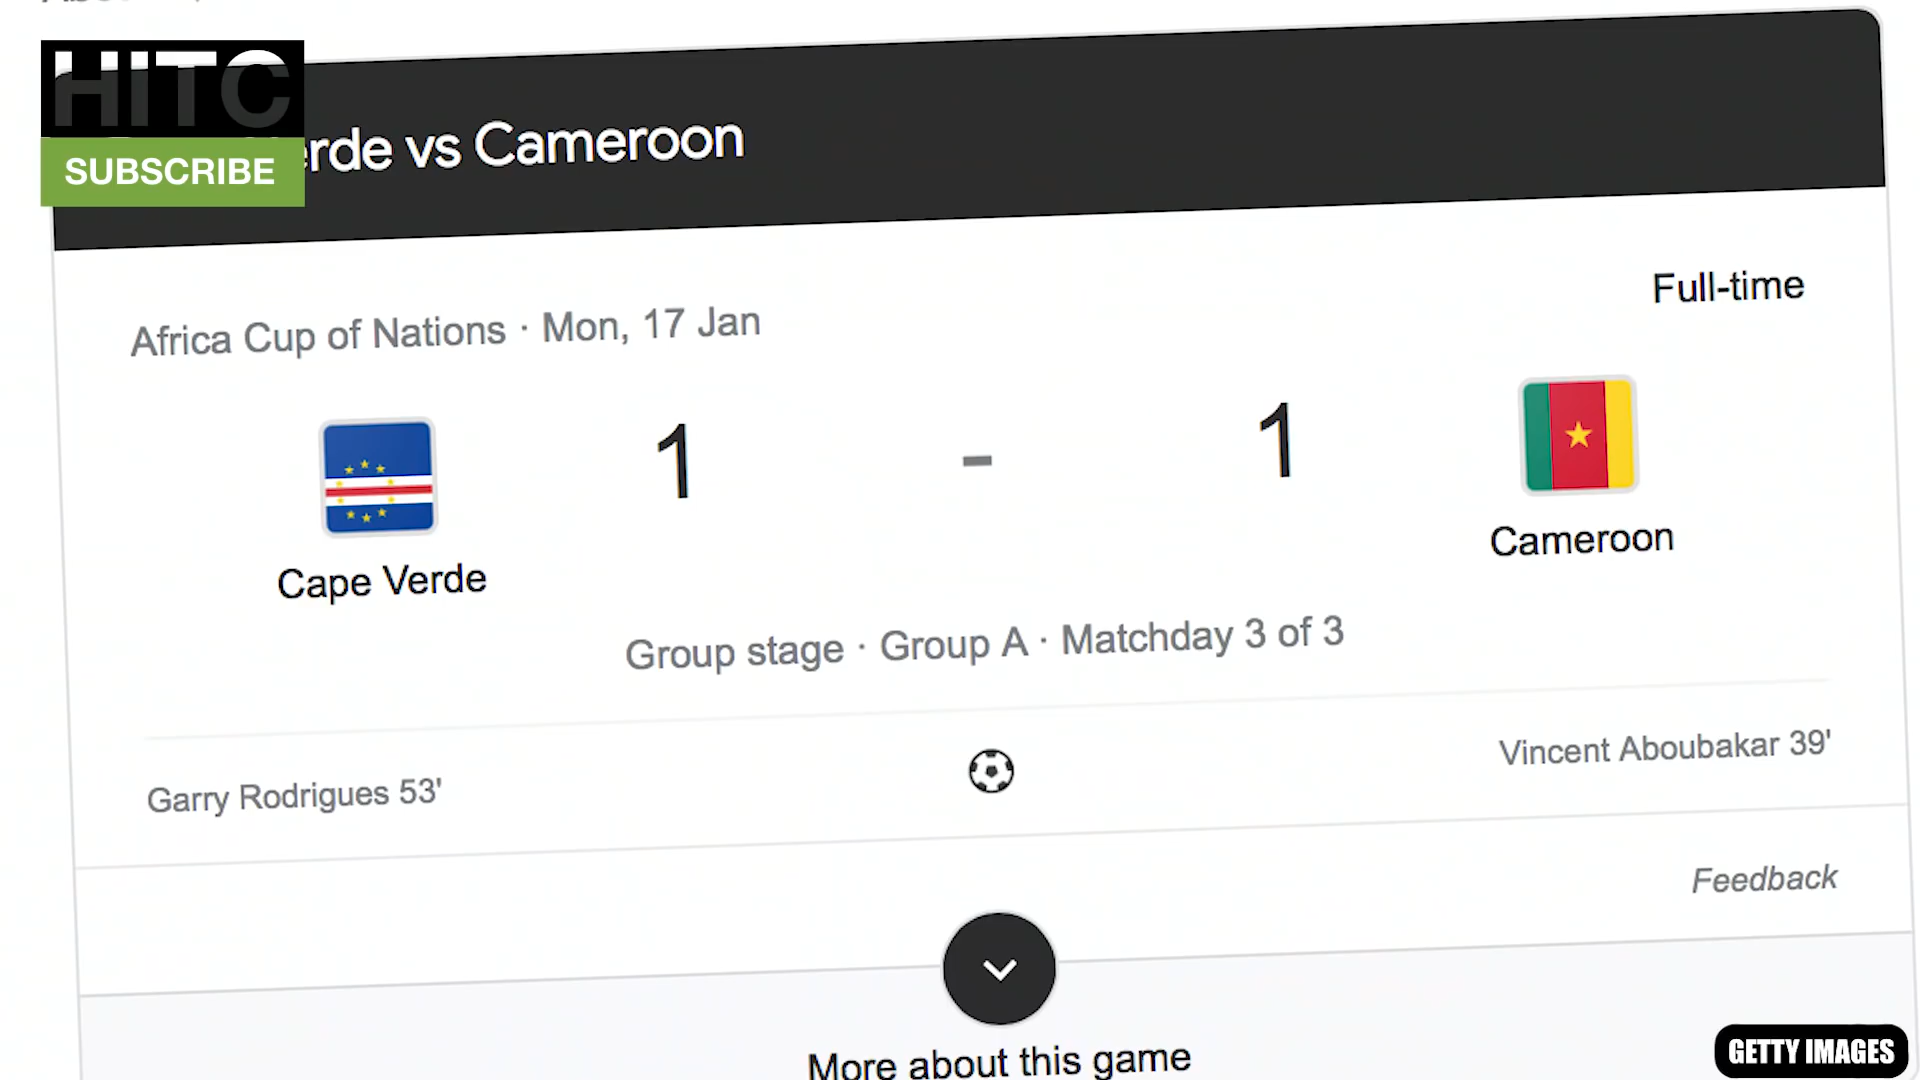 HITC
SUBSCRIBE
erde vs Cameroon
Full-time
Africa Cup of Nations · Mon, 17 Jan
1 - 1
Cape Verde
Cameroon
Group stage · Group A · Matchday 3 of 3
Garry Rodrigues 53'
Vincent Aboubakar 39'
Feedback
More about this game
GETTY IMAGES